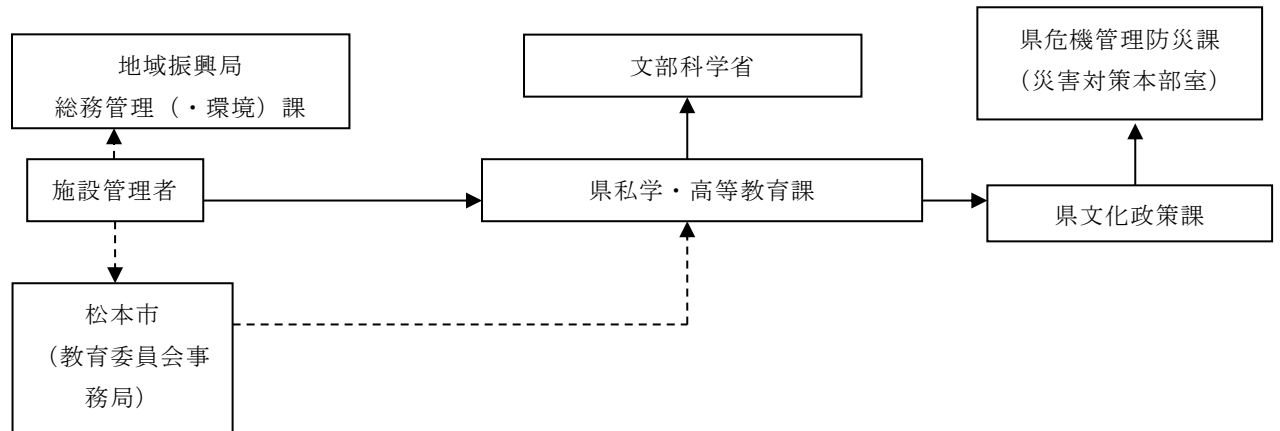 地域振興局
総務管理(・環境)課
文部科学省
県危機管理防災課
(災害対策本部室)
施設管理者
県私学・高等教育課
県文化政策課
松本市
(教育委員会事
務局)